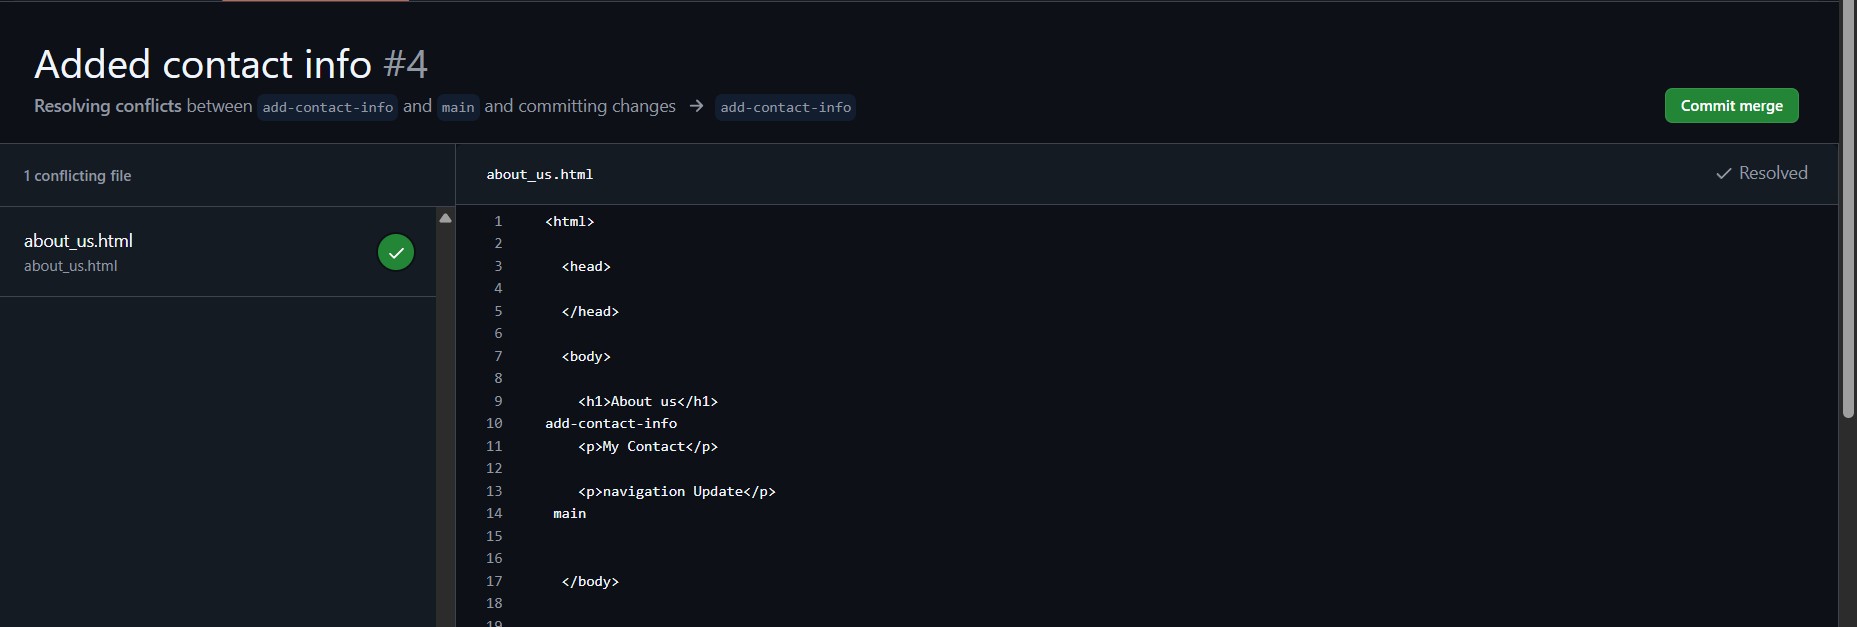 Added contact info #4
Resolving conflicts between add-contact-info and main and committing changes → add-contact-info
Commit merge
1 conflicting file
about_us.html
about_us.html
about_us.html
Resolved
1 <html>
2
3 <head>
4
5 </head>
6
7 <body>
8
9 <h1>About us</h1>
10 add-contact-info
11 <p>My Contact</p>
12
13 <p>navigation Update</p>
14 main
15
16
17 </body>
18
19